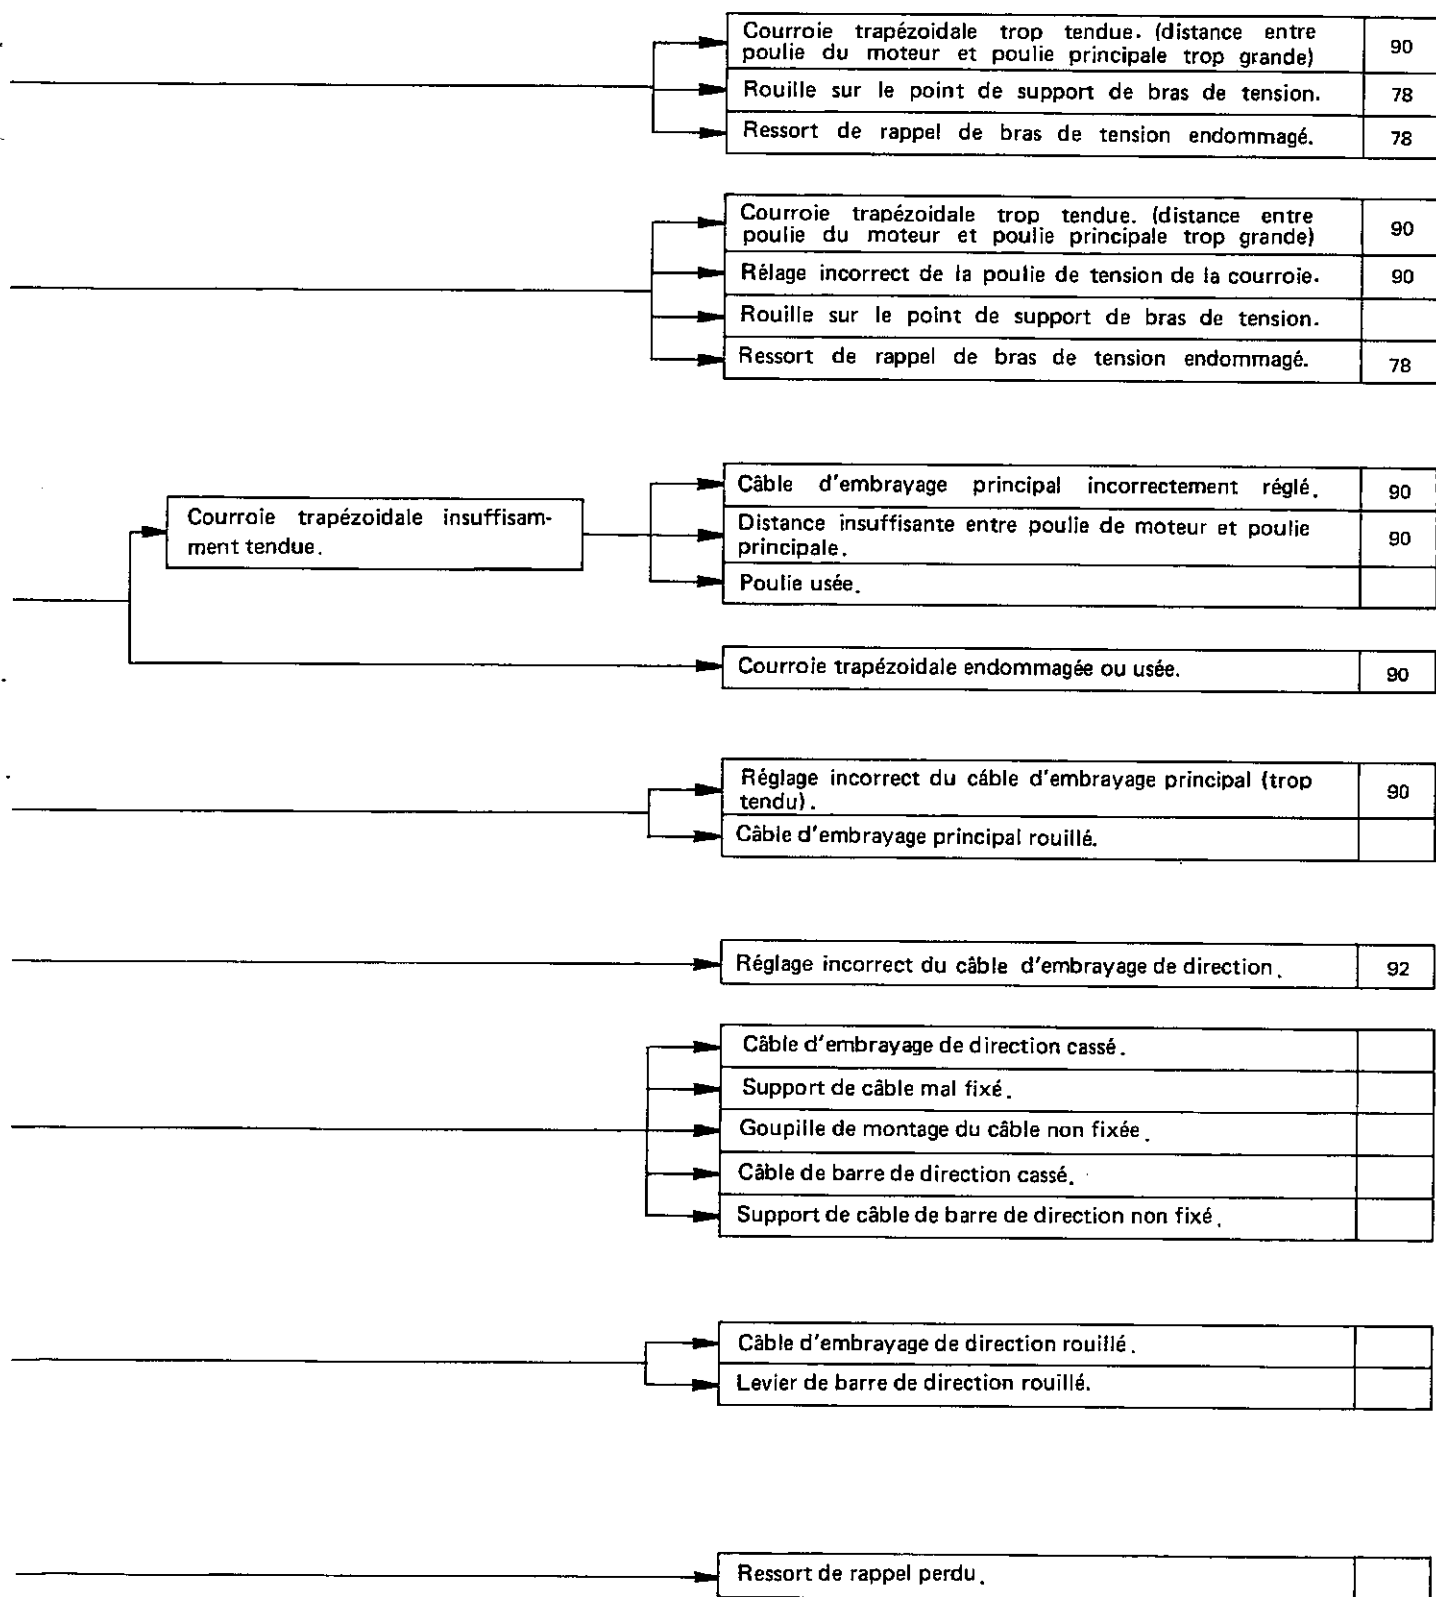 Courroie trapézoidale trop tendue. (distance entre
poulie du moteur et poulie principale trop grande)
90
Rouille sur le point de support de bras de tension.
78
Ressort de rappel de bras de tension endommagé.
78
Courroie trapézoidale trop tendue. (distance entre
poulie du moteur et poulie principale trop grande)
90
Rélage incorrect de la poulie de tension de la courroie.
90
Rouille sur le point de support de bras de tension.
Ressort de rappel de bras de tension endommagé.
78
Courroie trapézoidale insuffisam-
ment tendue.
Câble d'embrayage principal incorrectement réglé.
90
Distance insuffisante entre poulie de moteur et poulie
principale.
90
Poulie usée.
Courroie trapézoidale endommagée ou usée.
90
Réglage incorrect du câble d'embrayage principal (trop
tendu).
90
Câble d'embrayage principal rouillé.
Réglage incorrect du câble d'embrayage de direction.
92
Câble d'embrayage de direction cassé.
Support de câble mal fixé.
Goupille de montage du câble non fixée.
Câble de barre de direction cassé.
Support de câble de barre de direction non fixé.
Câble d'embrayage de direction rouillé.
Levier de barre de direction rouillé.
Ressort de rappel perdu.